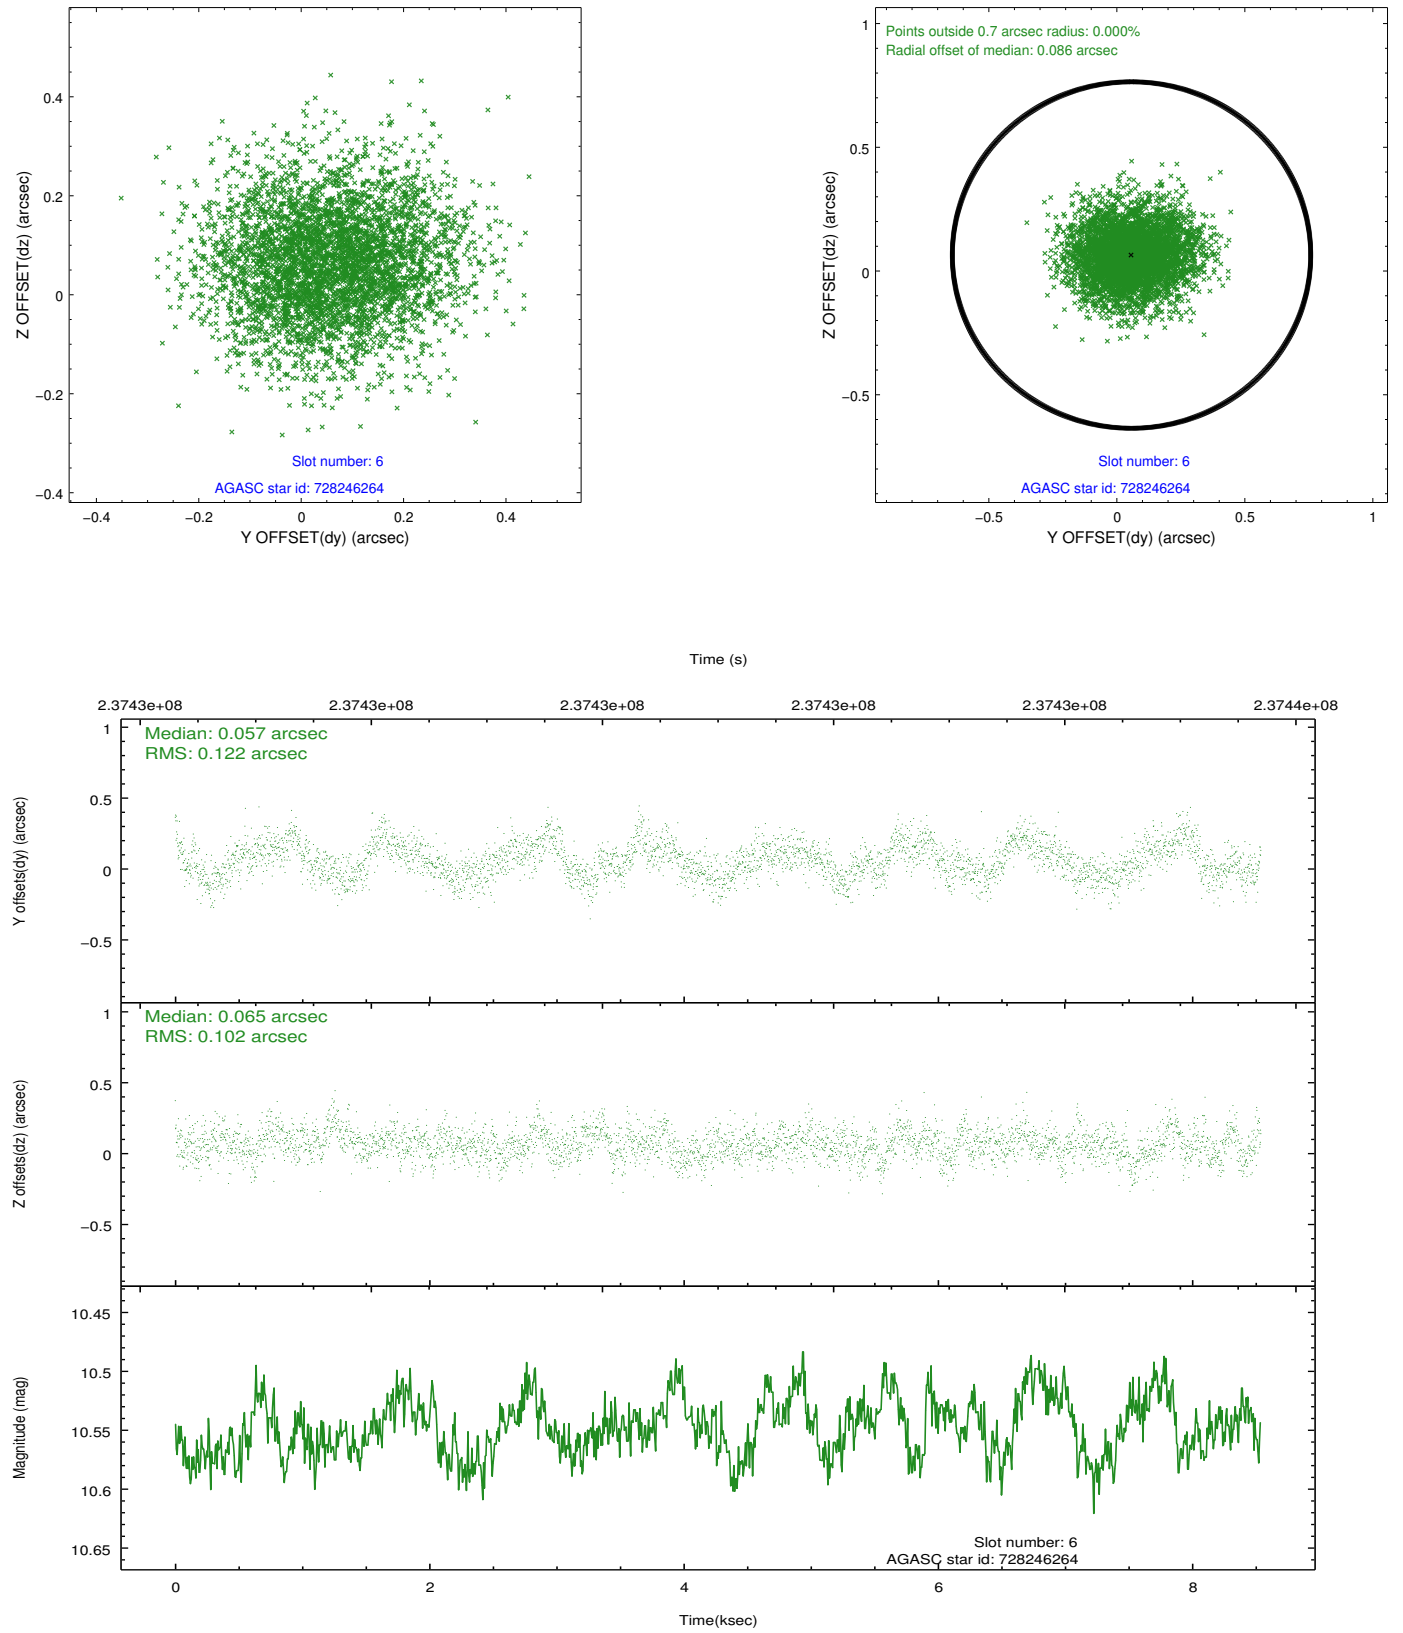 0.4
0.2
0
−0.2
−0.4
Z OFFSET(dz) (arcsec)
Slot number: 6
AGASC star id: 728246264
−0.4 −0.2 0 0.2 0.4
Y OFFSET(dy) (arcsec)
1
0.5
0
−0.5
Z OFFSET(dz) (arcsec)
Points outside 0.7 arcsec radius: 0.000%
Radial offset of median: 0.086 arcsec
Slot number: 6
AGASC star id: 728246264
−0.5 0 0.5 1
Y OFFSET(dy) (arcsec)
Time (s)
2.3743e+08 2.3743e+08 2.3743e+08 2.3743e+08 2.3743e+08 2.3744e+08
Median: 0.057 arcsec
RMS: 0.122 arcsec
1
0.5
0
−0.5
Y offsets(dy) (arcsec)
Median: 0.065 arcsec
RMS: 0.102 arcsec
1
0.5
0
−0.5
Z offsets(dz) (arcsec)
10.45
10.5
10.55
10.6
10.65
Magnitude (mag)
Slot number: 6
AGASC star id: 728246264
0 2 4 6 8
Time(ksec)